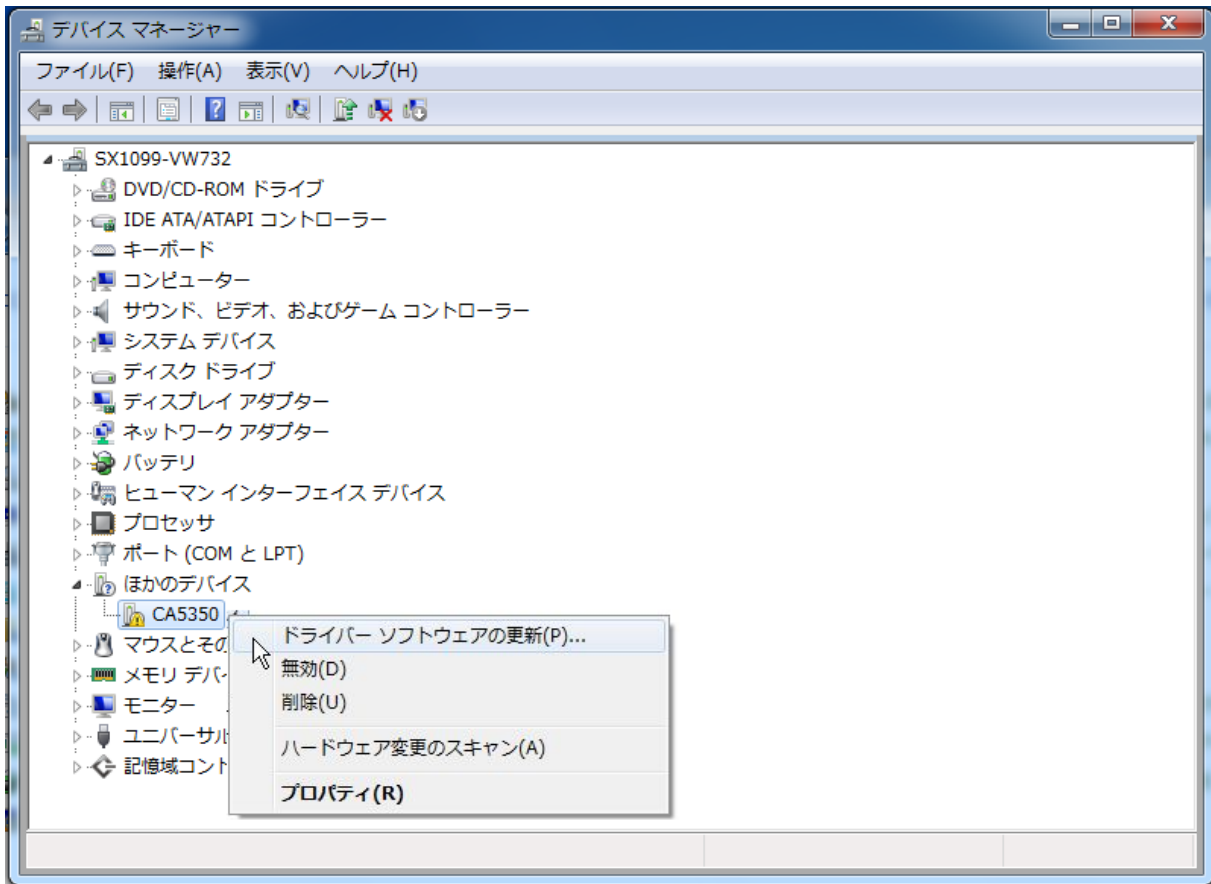 デバイス マネージャー
ファイル(F) 操作(A) 表示(V) ヘルプ(H)
SX1099-VW732
DVD/CD-ROM ドライブ
IDE ATA/ATAPI コントローラー
キーボード
コンピューター
サウンド、ビデオ、およびゲーム コントローラー
システム デバイス
ディスク ドライブ
ディスプレイ アダプター
ネットワーク アダプター
バッテリ
ヒューマン インターフェイス デバイス
プロセッサ
ポート (COM と LPT)
ほかのデバイス
CA5350
マウスとその
メモリ デバイ
モニター
ユニバーサル
記憶域コント
ドライバー ソフトウェアの更新(P)...
無効(D)
削除(U)
ハードウェア変更のスキャン(A)
プロパティ(R)